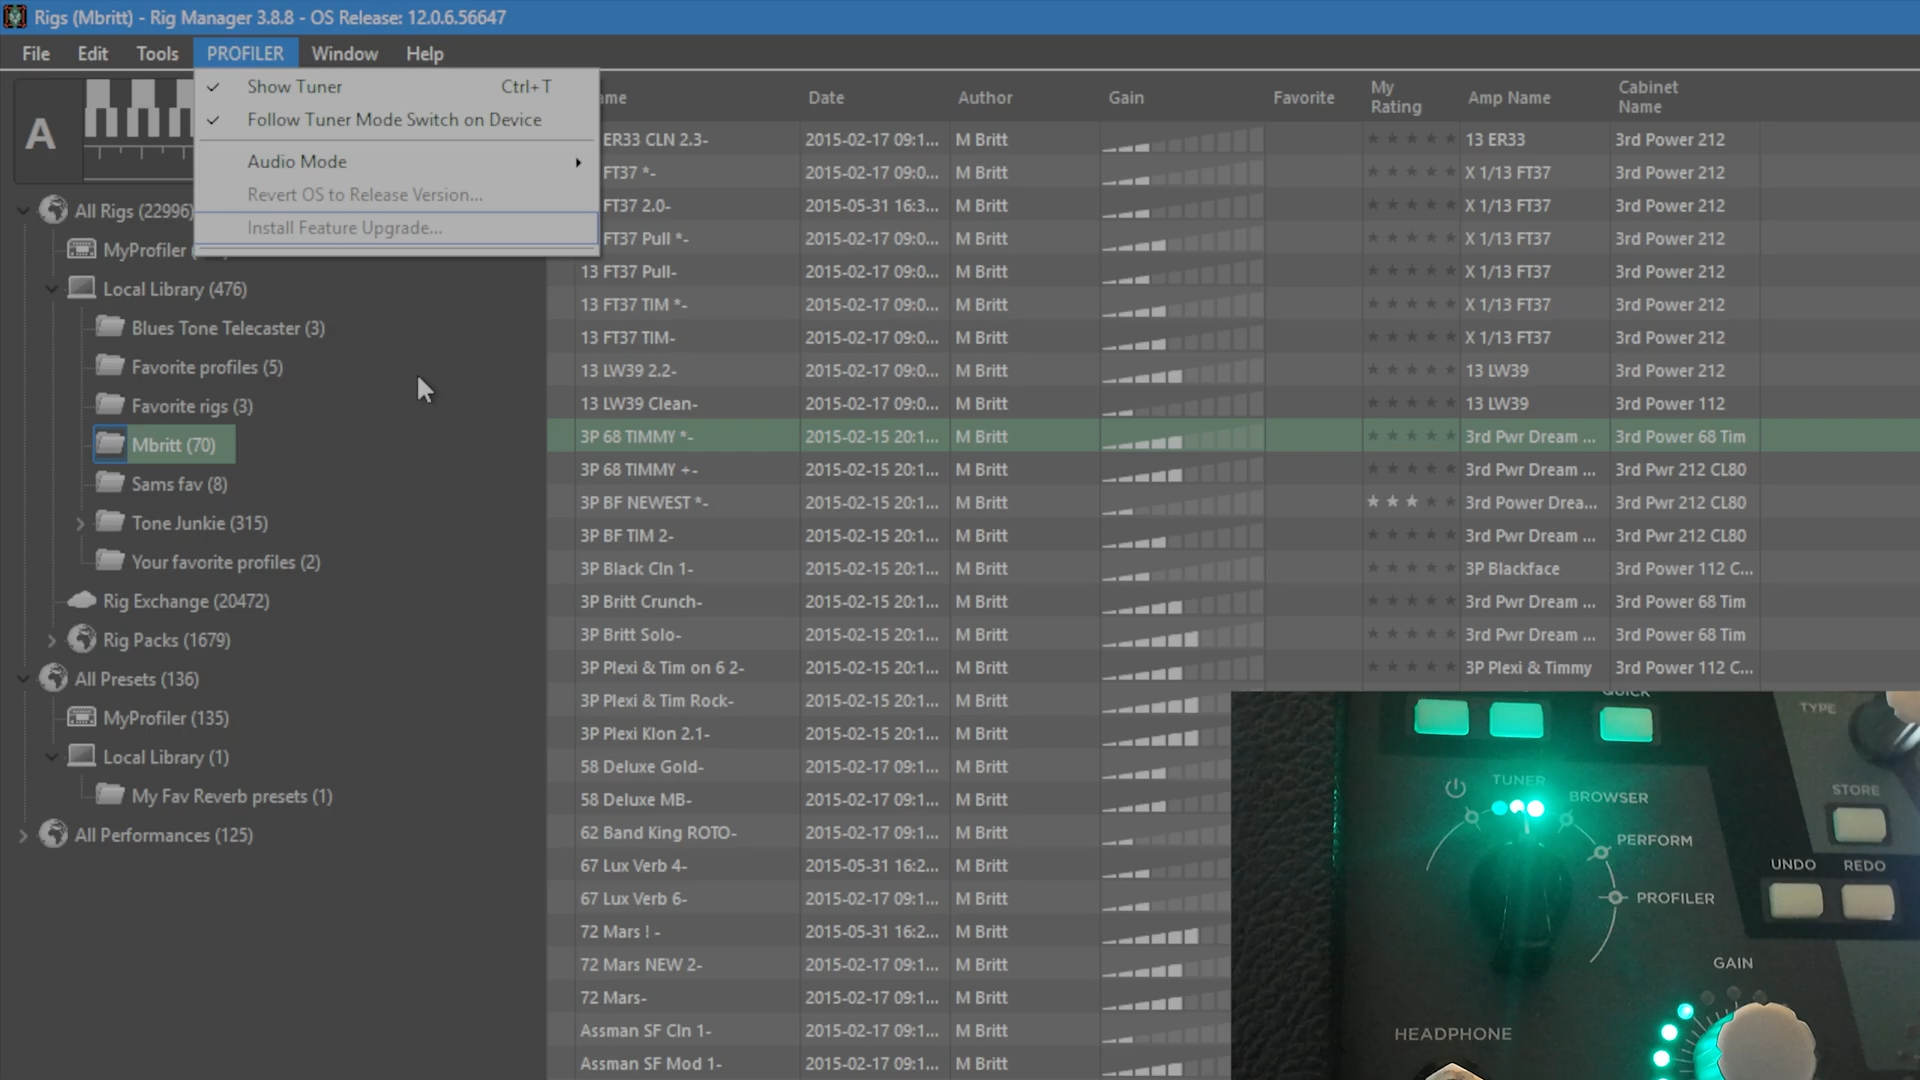 Rigs (Mbritt) - Rig Manager 3.8.8 - OS Release: 12.0.6.56647
File Edit Tools PROFILER Window Help
Show Tuner Ctrl+T
Follow Tuner Mode Switch on Device
Audio Mode
Revert OS to Release Version...
Install Feature Upgrade...
A
All Rigs (22996)
MyProfiler
Local Library (476)
Blues Tone Telecaster (3)
Favorite profiles (5)
Favorite rigs (3)
Mbritt (70)
Sams fav (8)
Tone Junkie (315)
Your favorite profiles (2)
Rig Exchange (20472)
Rig Packs (1679)
All Presets (136)
MyProfiler (135)
Local Library (1)
My Fav Reverb presets (1)
All Performances (125)
Date Author Gain Favorite My Rating Amp Name Cabinet Name
ER33 CLN 2.3- 2015-02-17 09:1... M Britt 13 ER33 3rd Power 212
FT37 *- 2015-02-17 09:0... M Britt X 1/13 FT37 3rd Power 212
FT37 2.0- 2015-05-31 16:3... M Britt X 1/13 FT37 3rd Power 212
FT37 Pull *- 2015-02-17 09:0... M Britt X 1/13 FT37 3rd Power 212
13 FT37 Pull- 2015-02-17 09:0... M Britt X 1/13 FT37 3rd Power 212
13 FT37 TIM *- 2015-02-17 09:0... M Britt X 1/13 FT37 3rd Power 212
13 FT37 TIM- 2015-02-17 09:0... M Britt X 1/13 FT37 3rd Power 212
13 LW39 2.2- 2015-02-17 09:0... M Britt 13 LW39 3rd Power 212
13 LW39 Clean- 2015-02-17 09:0... M Britt 13 LW39 3rd Power 112
3P 68 TIMMY *- 2015-02-15 20:1... M Britt 3rd Pwr Dream ... 3rd Power 68 Tim
3P 68 TIMMY +- 2015-02-15 20:1... M Britt 3rd Pwr Dream ... 3rd Pwr 212 CL80
3P BF NEWEST *- 2015-02-15 20:1... M Britt 3rd Power Drea... 3rd Pwr 212 CL80
3P BF TIM 2- 2015-02-15 20:1... M Britt 3rd Pwr Dream ... 3rd Pwr 212 CL80
3P Black Cln 1- 2015-02-15 20:1... M Britt 3P Blackface 3rd Power 112 C...
3P Britt Crunch- 2015-02-15 20:1... M Britt 3rd Pwr Dream ... 3rd Power 68 Tim
3P Britt Solo- 2015-02-15 20:1... M Britt 3rd Pwr Dream ... 3rd Power 68 Tim
3P Plexi & Tim on 6 2- 2015-02-15 20:1... M Britt 3P Plexi & Timmy 3rd Power 112 C...
3P Plexi & Tim Rock- 2015-02-15 20:1... M Britt
3P Plexi Klon 2.1- 2015-02-15 20:1... M Britt
58 Deluxe Gold- 2015-02-17 09:1... M Britt
58 Deluxe MB- 2015-02-17 09:1... M Britt
62 Band King ROTO- 2015-02-17 09:1... M Britt
67 Lux Verb 4- 2015-05-31 16:2... M Britt
67 Lux Verb 6- 2015-02-17 09:1... M Britt
72 Mars ! - 2015-05-31 16:2... M Britt
72 Mars NEW 2- 2015-02-17 09:1... M Britt
72 Mars- 2015-02-17 09:1... M Britt
Assman SF Cln 1- 2015-02-17 09:1... M Britt
Assman SF Mod 1- 2015-02-17 09:1... M Britt
QUICK
TYPE
TUNER
BROWSER
STORE
PERFORM
UNDO REDO
PROFILER
GAIN
HEADPHONE